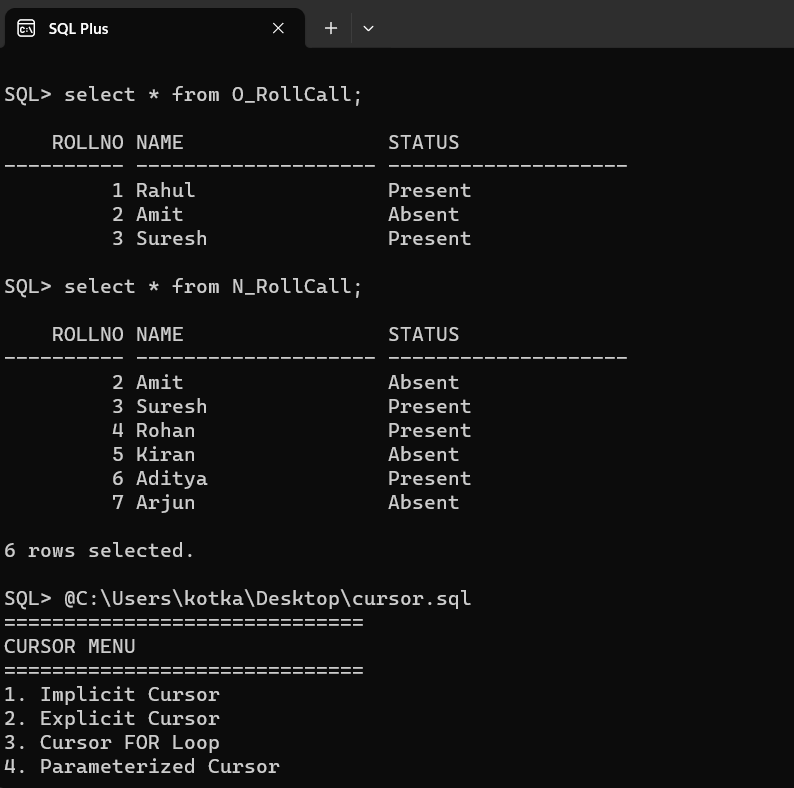 SQL Plus
SQL> select * from O_RollCall;
    ROLLNO NAME                 STATUS
---------- -------------------- --------------------
         1 Rahul                Present
         2 Amit                 Absent
         3 Suresh               Present
SQL> select * from N_RollCall;
    ROLLNO NAME                 STATUS
---------- -------------------- --------------------
         2 Amit                 Absent
         3 Suresh               Present
         4 Rohan                Present
         5 Kiran                Absent
         6 Aditya               Present
         7 Arjun                Absent
6 rows selected.
SQL> @C:\Users\kotka\Desktop\cursor.sql
==============================
CURSOR MENU
==============================
1. Implicit Cursor
2. Explicit Cursor
3. Cursor FOR Loop
4. Parameterized Cursor